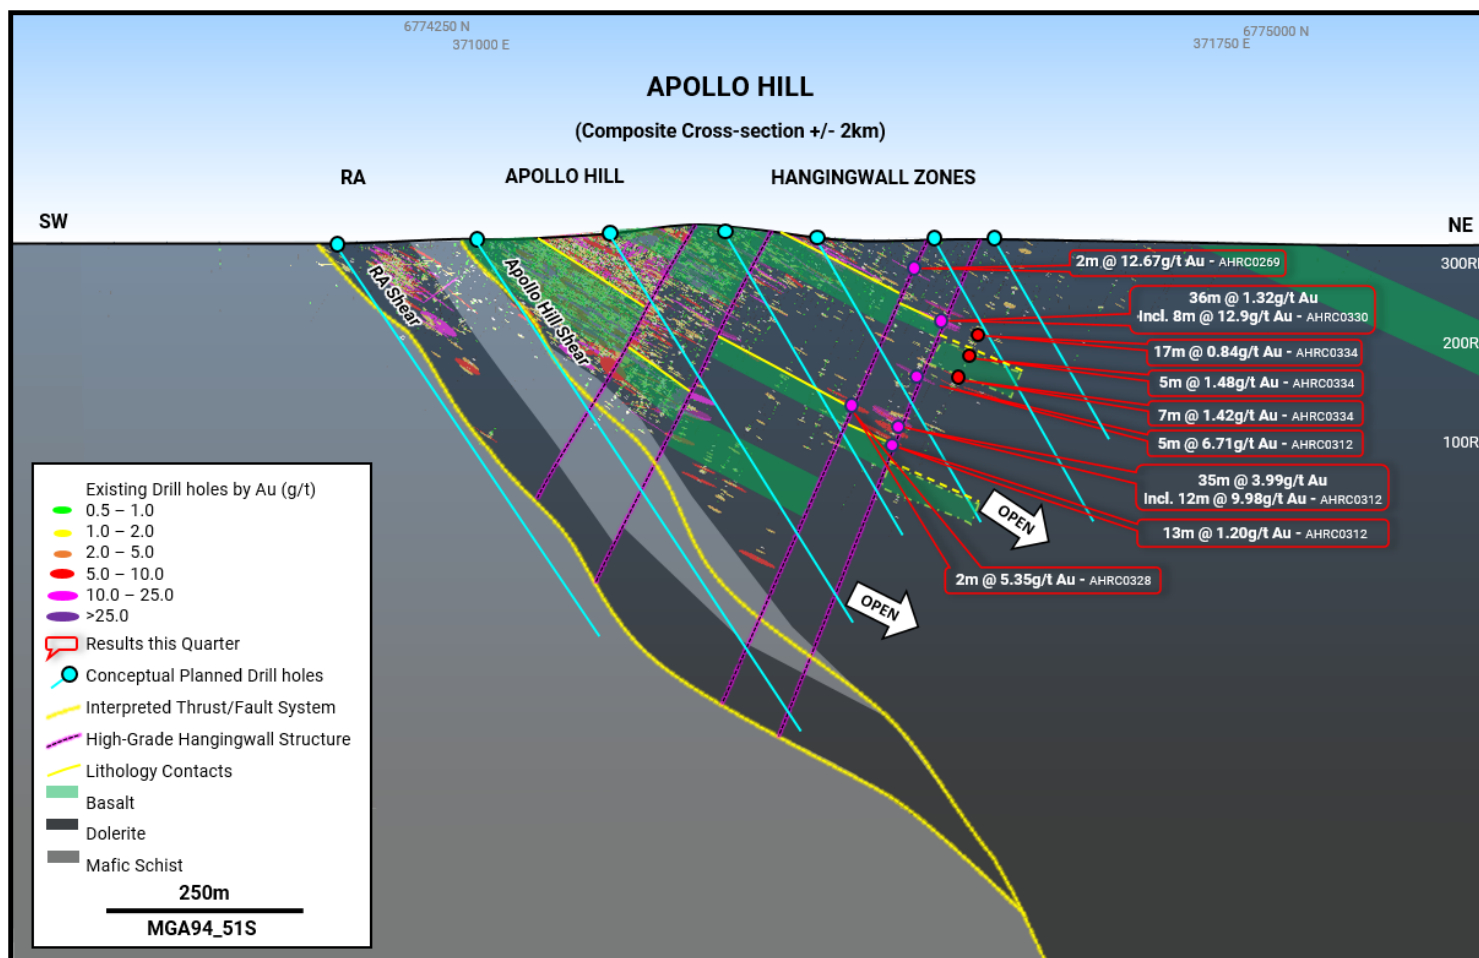 6774250 N
371000 E
6775000 N
371750 E
APOLLO HILL
(Composite Cross-section +/- 2km)
RA
APOLLO HILL
HANGINGWALL ZONES
SW
NE
RA Shear
Apollo Hill Shear
300R
200R
100R
2m @ 12.67g/t Au - AHRC0269
36m @ 1.32g/t Au
Incl. 8m @ 12.9g/t Au - AHRC0330
17m @ 0.84g/t Au - AHRC0334
5m @ 1.48g/t Au - AHRC0334
7m @ 1.42g/t Au - AHRC0334
5m @ 6.71g/t Au - AHRC0312
35m @ 3.99g/t Au
Incl. 12m @ 9.98g/t Au - AHRC0312
13m @ 1.20g/t Au - AHRC0312
2m @ 5.35g/t Au - AHRC0328
OPEN
OPEN
Existing Drill holes by Au (g/t)
0.5 – 1.0
1.0 – 2.0
2.0 – 5.0
5.0 – 10.0
10.0 – 25.0
>25.0
Results this Quarter
Conceptual Planned Drill holes
Interpreted Thrust/Fault System
High-Grade Hangingwall Structure
Lithology Contacts
Basalt
Dolerite
Mafic Schist
250m
MGA94_51S